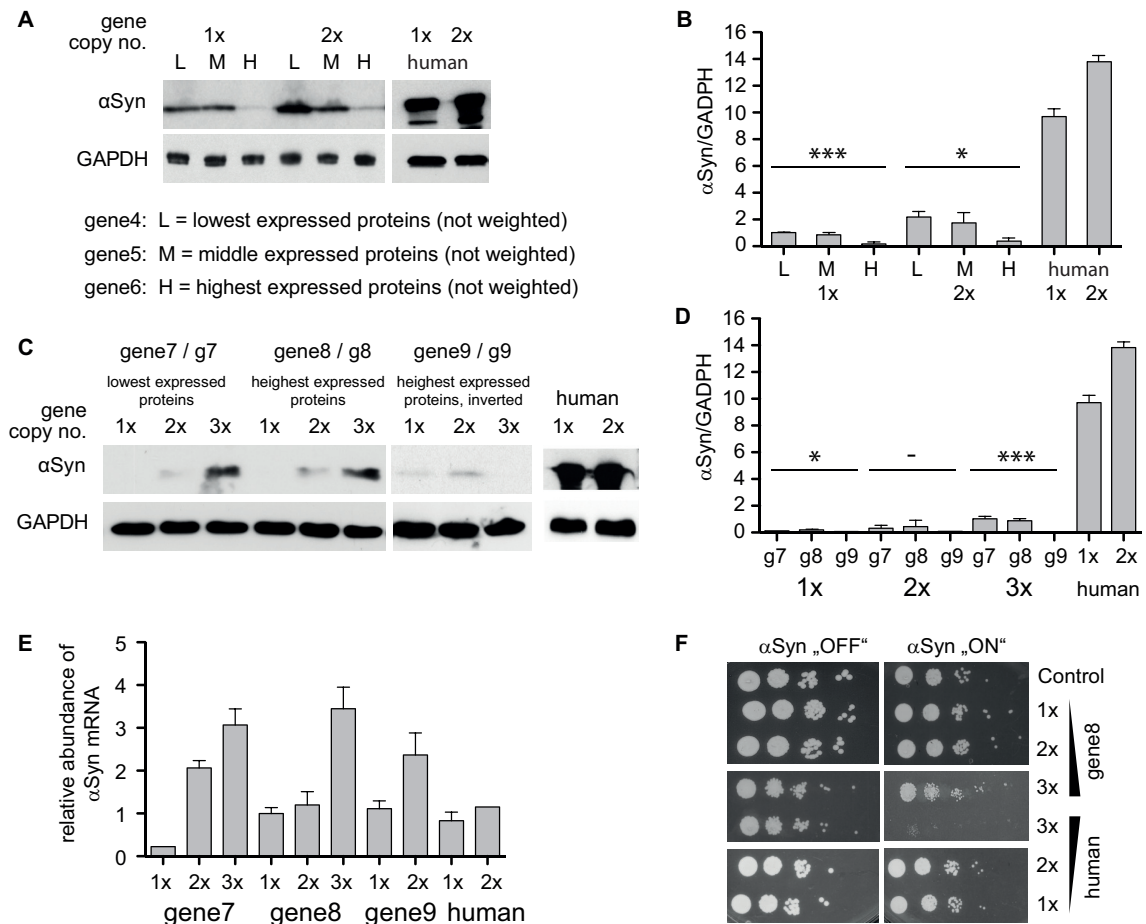 A
gene
copy no.
1x 2x 1x 2x
L M H L M H human
αSyn
GAPDH
gene4: L = lowest expressed proteins (not weighted)
gene5: M = middle expressed proteins (not weighted)
gene6: H = highest expressed proteins (not weighted)
B
αSyn/GADPH
16
14
12
10
8
6
4
2
0
*** *
L M H L M H human
1x 2x 1x 2x
C
gene7 / g7 gene8 / g8 gene9 / g9
lowest expressed proteins
heighest expressed proteins
heighest expressed proteins, inverted
human
gene
copy no.
1x 2x 3x 1x 2x 3x 1x 2x 3x 1x 2x
αSyn
GAPDH
D
αSyn/GADPH
16
14
12
10
8
6
4
2
0
* - ***
g7 g8 g9 g7 g8 g9 g7 g8 g9 1x 2x
1x 2x 3x human
E
relative abundance of
αSyn mRNA
5
4
3
2
1
0
1x 2x 3x 1x 2x 3x 1x 2x 1x 2x
gene7 gene8 gene9 human
F
αSyn „OFF“ αSyn „ON“
Control
1x
2x
3x
gene8
3x
2x
1x
human